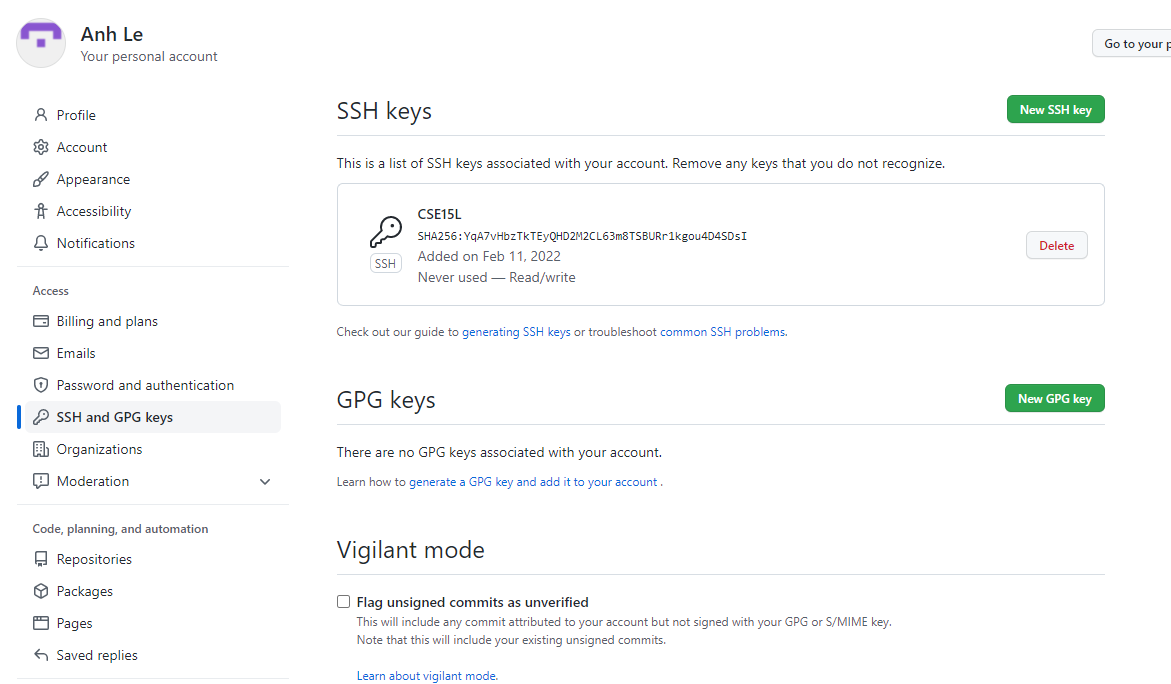 Anh Le
Your personal account
Go to your p
Profile
Account
Appearance
Accessibility
Notifications
Access
Billing and plans
Emails
Password and authentication
SSH and GPG keys
Organizations
Moderation
Code, planning, and automation
Repositories
Packages
Pages
Saved replies
SSH keys
New SSH key
This is a list of SSH keys associated with your account. Remove any keys that you do not recognize.
CSE15L
SHA256:YqA7vHbzTkTEyQHD2M2CL63m8TSBURr1kgou4D4SDsI
Added on Feb 11, 2022
Never used — Read/write
SSH
Delete
Check out our guide to generating SSH keys or troubleshoot common SSH problems.
GPG keys
New GPG key
There are no GPG keys associated with your account.
Learn how to generate a GPG key and add it to your account .
Vigilant mode
Flag unsigned commits as unverified
This will include any commit attributed to your account but not signed with your GPG or S/MIME key.
Note that this will include your existing unsigned commits.
Learn about vigilant mode.